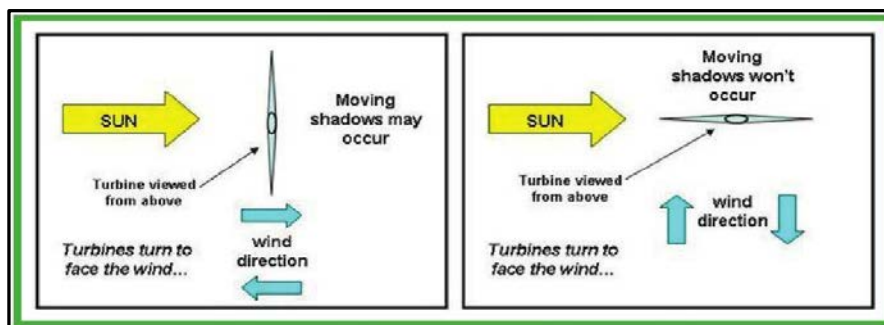 SUN
Moving
shadows may
occur
Turbine viewed
from above
wind
direction
Turbines turn to
face the wind...
Moving
shadows won't
occur
SUN
Turbine viewed
from above
wind
direction
Turbines turn to
face the wind...